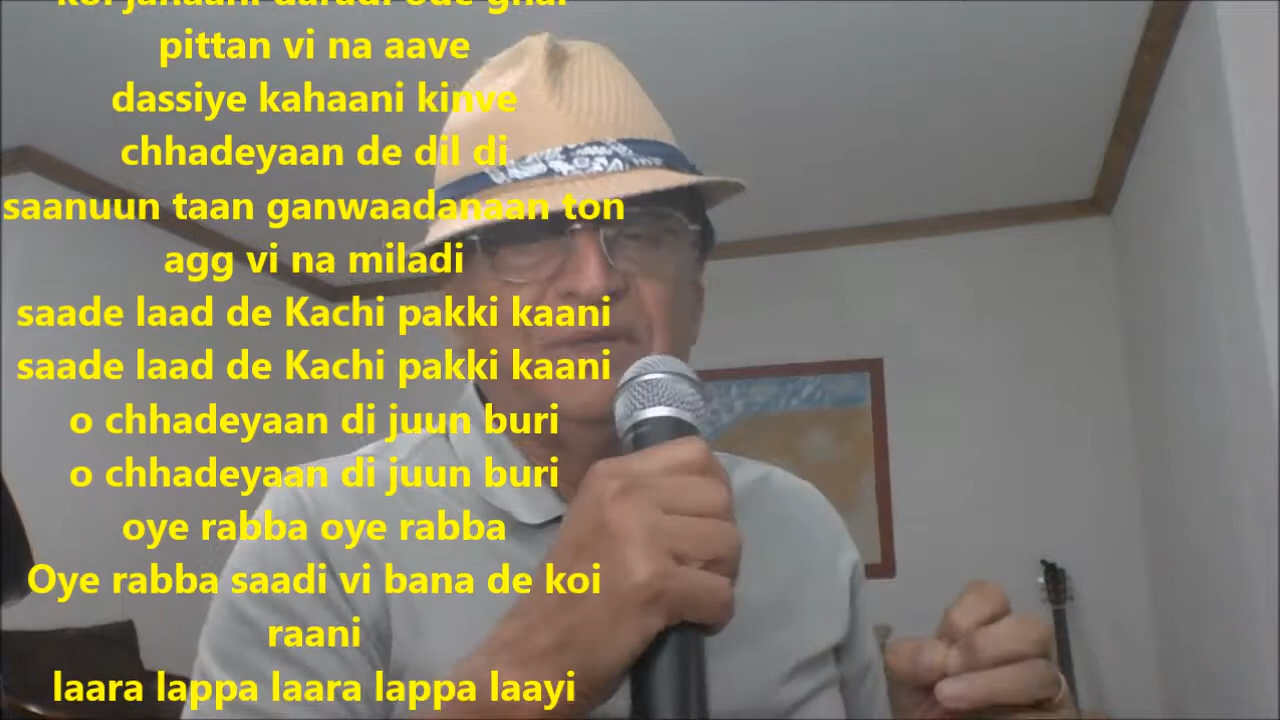 pittan vi na aave
dassiye kahaani kinve
chhadeyaan de dil di
saanuun taan ganwaadanaan ton
agg vi na miladi
saade laad de Kachi pakki kaani
saade laad de Kachi pakki kaani
o chhadeyaan di juun buri
o chhadeyaan di juun buri
oye rabba oye rabba
Oye rabba saadi vi bana de koi
raani
laara lappa laara lappa laayi